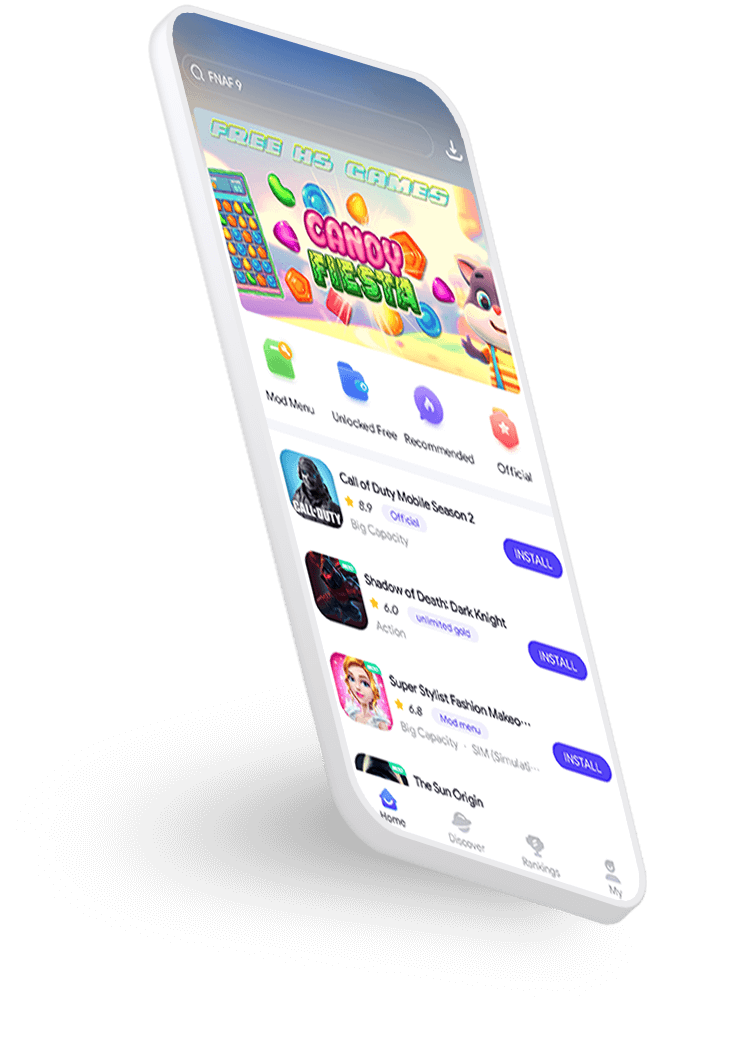 FNAF 9
FREE H5 GAMES
CANDY
FIESTA
Mod Menu
Unlocked Free
Recommended
Official
CALL OF DUTY
Call of Duty Mobile Season 2
8.9
Official
Big Capacity
INSTALL
Shadow of Death: Dark Knight
6.0
unlimited gold
Action
INSTALL
Super Stylist Fashion Makeo...
6.8
Mod menu
Big Capacity · SIM(Simulati...
INSTALL
The Sun Origin
Home
Discover
Rankings
My